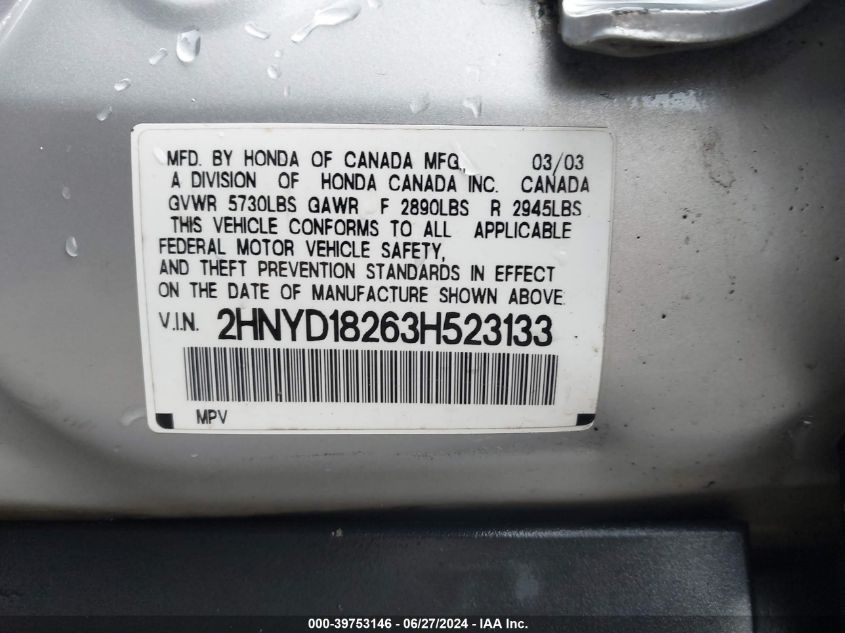 MFD. BY HONDA OF CANADA MFG., 03/03
A DIVISION OF HONDA CANADA INC. CANADA
GVWR 5730LBS GAWR F 2890LBS R 2945LBS
THIS VEHICLE CONFORMS TO ALL APPLICABLE
FEDERAL MOTOR VEHICLE SAFETY,
AND THEFT PREVENTION STANDARDS IN EFFECT
ON THE DATE OF MANUFACTURE SHOWN ABOVE.
V.I.N. 2HNYD18263H523133
MPV
000-39753146 - 06/27/2024 - IAA Inc.